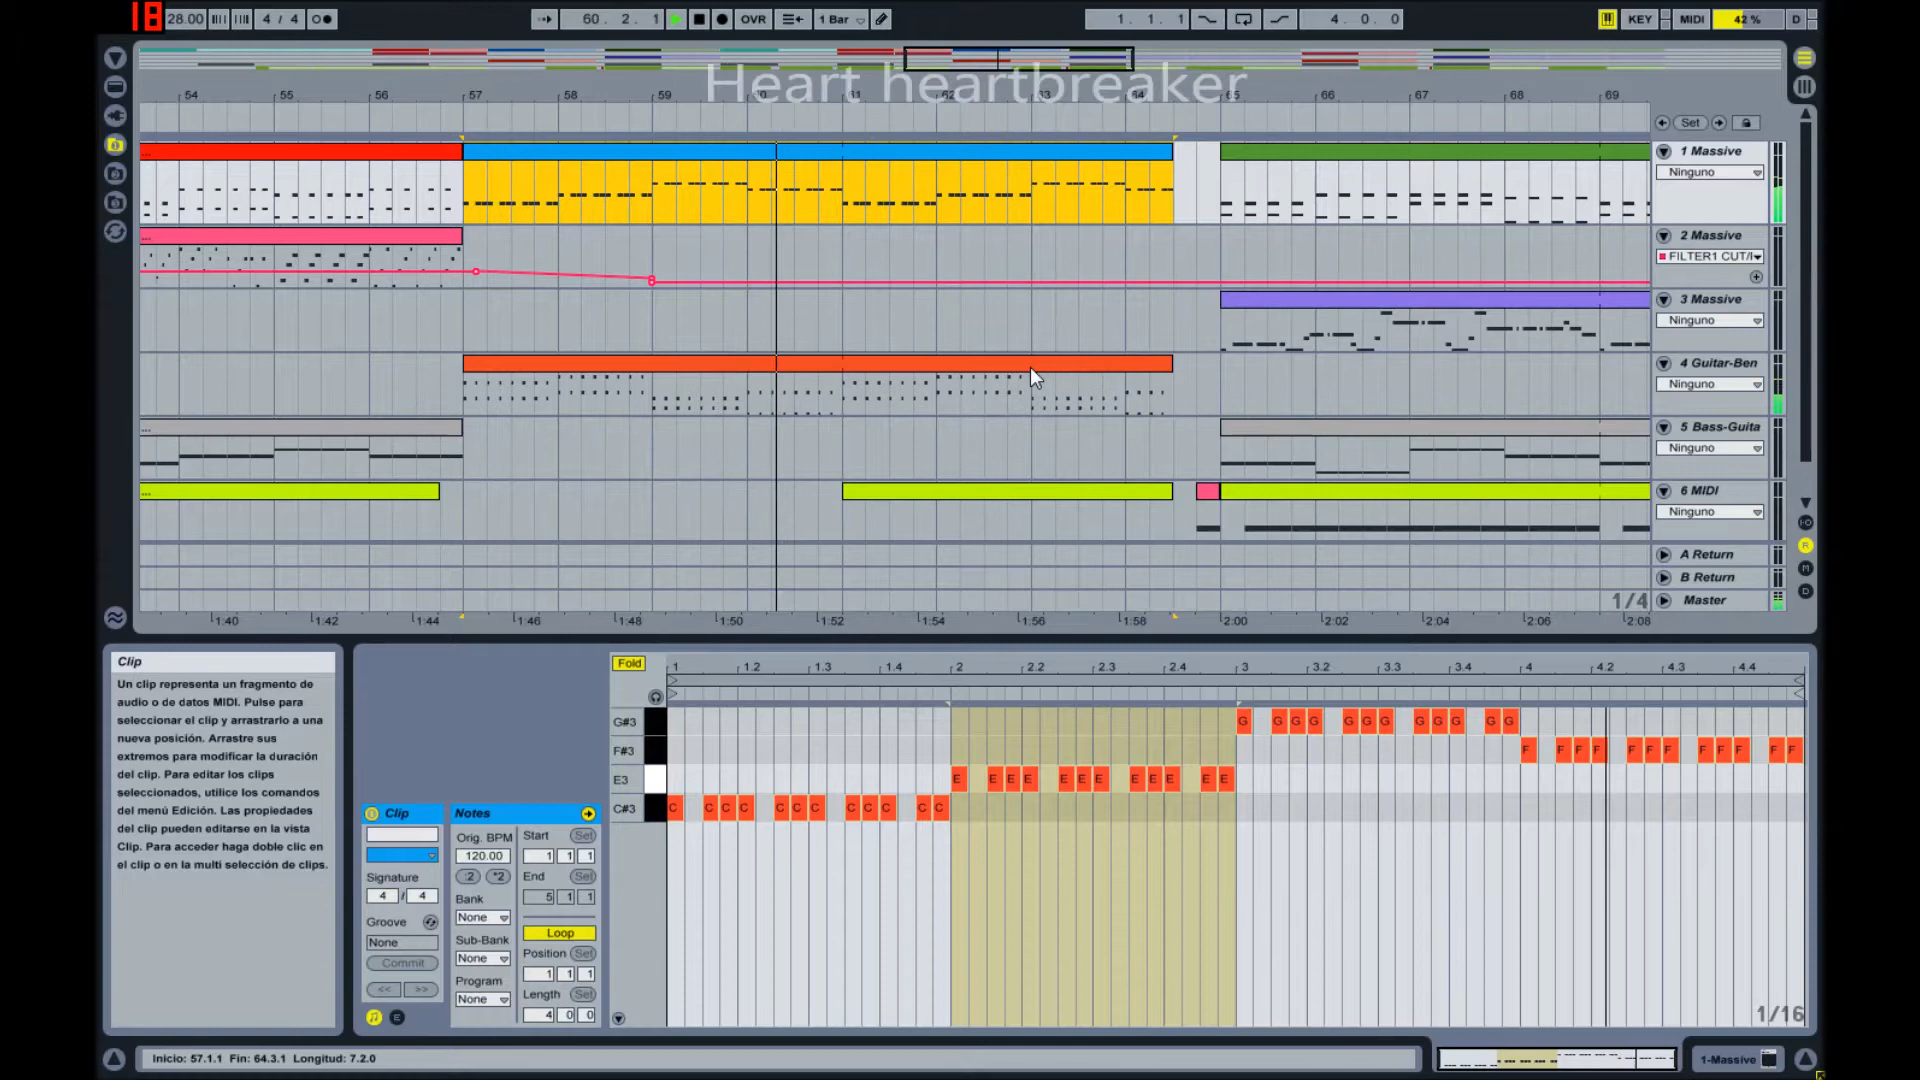 18 28.00 4 / 4 60. 2. 1 OVR 1 Bar 1. 1. 1 4. 0. 0 KEY MIDI 42 % D
Heart heartbreaker
54 55 56 57 58 59 60 61 62 63 65 66 67 68 69
Set
1 Massive
Ninguno
2 Massive
FILTER1 CUT/
3 Massive
Ninguno
4 Guitar-Ben
Ninguno
5 Bass-Guita
Ninguno
6 MIDI
Ninguno
A Return
B Return
1/4 Master
1:40 1:42 1:44 1:46 1:48 1:50 1:52 1:54 1:56 1:58 2:00 2:02 2:04 2:06 2:08
Clip
Un clip representa un fragmento de
audio o de datos MIDI. Pulse para
seleccionar el clip y arrastrarlo a una
nueva posición. Arrastre sus
extremos para modificar la duración
del clip. Para editar los clips
seleccionados, utilice los comandos
del menú Edición. Las propiedades
del clip pueden editarse en la vista
Clip. Para acceder haga doble clic en
el clip o en la multi selección de clips.
Clip
Signature
4 / 4
Groove
None
Commit
<< >>
E
Notes
Orig. BPM
120.00
:2 *2
Bank
None
Sub-Bank
None
Program
None
Start Set
1 1 1
End Set
5 1 1
Loop
Position Set
1 1 1
Length Set
4 0 0
Fold 1 1.2 1.3 1.4 2 2.2 2.3 2.4 3 3.2 3.3 3.4 4 4.2 4.3 4.4
G#3 G G G G G G G G G G G G
F#3 F F F F F F F F F F F F
E3 E E E E E E E E E E E E
C#3 C C C C C C C C C C C C
1/16
Inicio: 57.1.1 Fin: 64.3.1 Longitud: 7.2.0
1-Massive